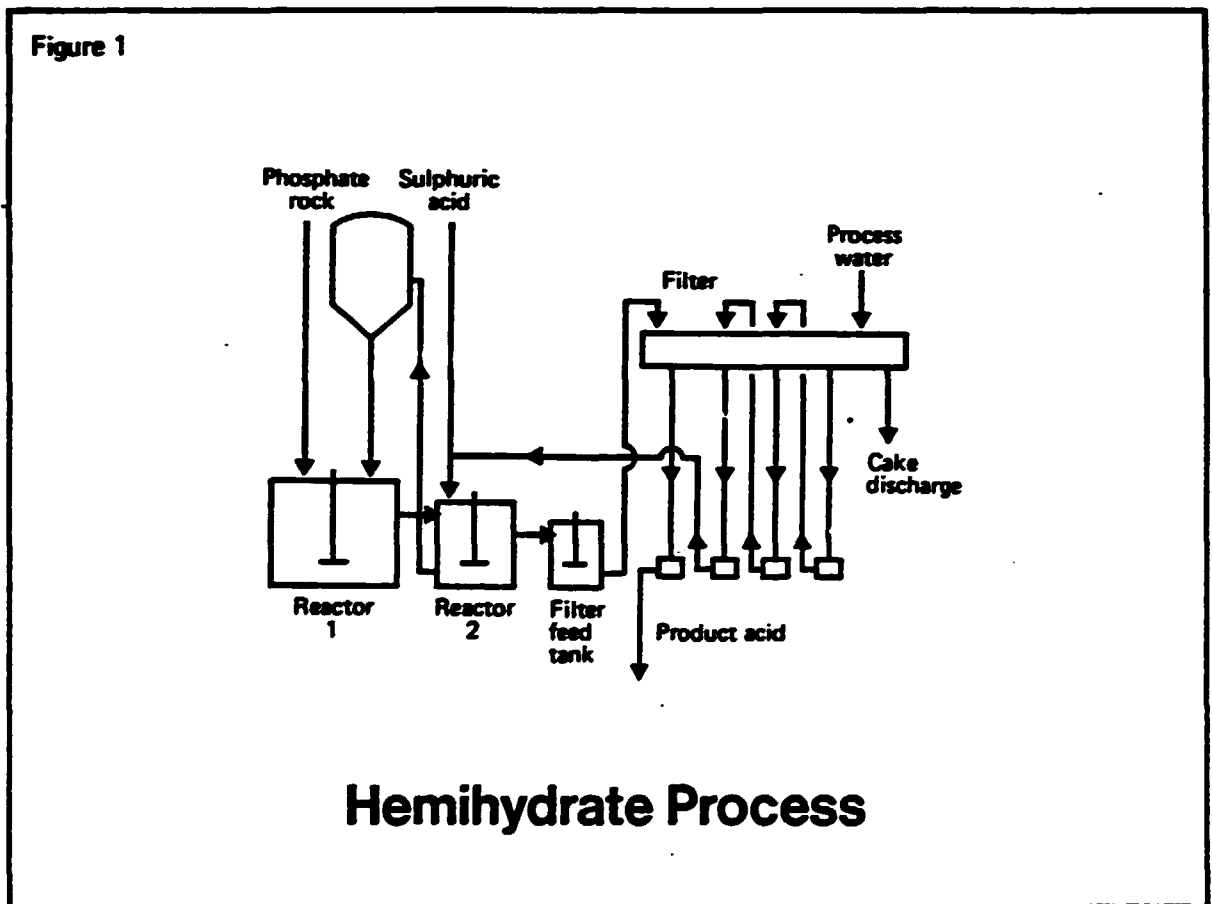 Figure 1
Phosphate
rock
Sulphuric
acid
Process
water
Filter
Cake
discharge
Reactor
1
Reactor
2
Filter
feed
tank
Product acid
Hemihydrate Process